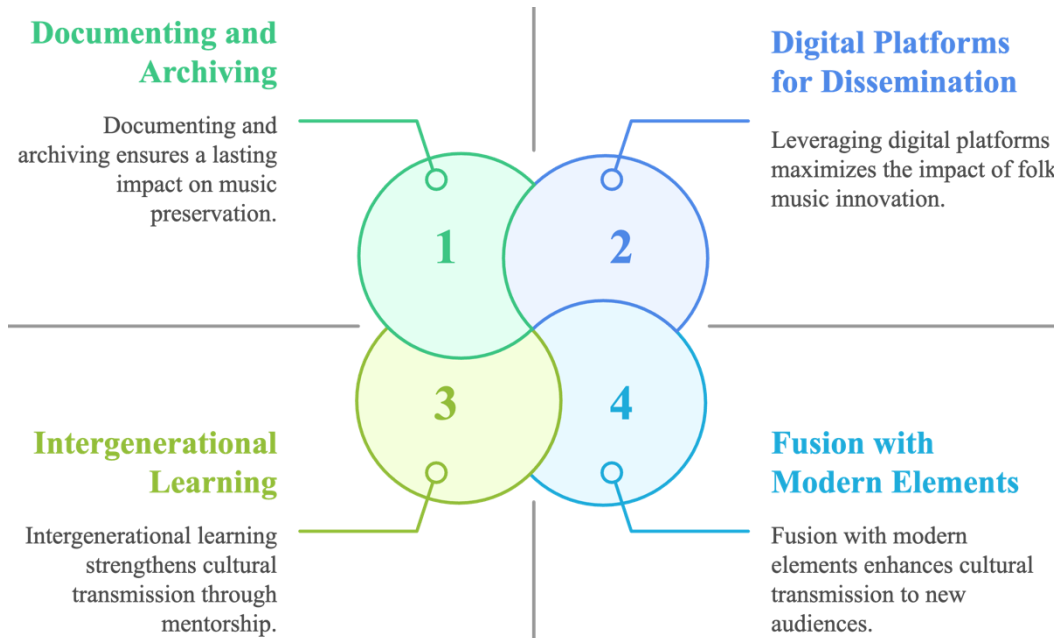 Documenting and
Archiving
Documenting and
archiving ensures a lasting
impact on music
preservation.
Digital Platforms
for Dissemination
Leveraging digital platforms
maximizes the impact of folk
music innovation.
1
2
3
4
Intergenerational
Learning
Intergenerational learning
strengthens cultural
transmission through
mentorship.
Fusion with
Modern Elements
Fusion with modern
elements enhances cultural
transmission to new
audiences.